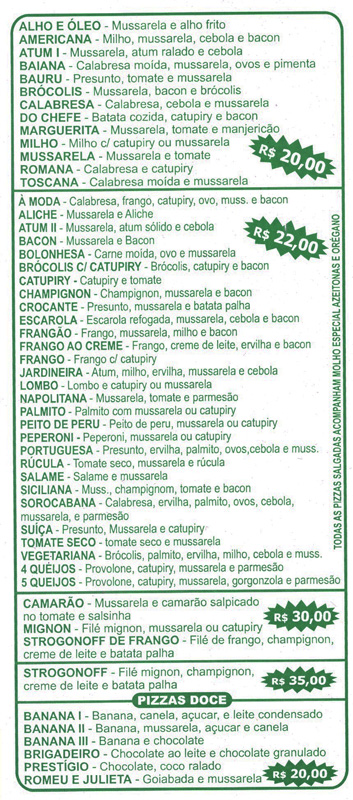 ALHO E ÓLEO - Mussarela e alho frito
AMERICANA - Milho, mussarela, cebola e bacon
ATUM I - Mussarela, atum ralado e cebola
BAIANA - Calabresa moída, mussarela, ovos e pimenta
BAURU - Presunto, tomate e mussarela
BRÓCOLIS - Mussarela, bacon e brócolis
CALABRESA - Calabresa, cebola e mussarela
DO CHEFE - Batata cozida, catupiry e bacon
MARGUERITA - Mussarela, tomate e manjericão
MILHO - Milho c/ catupiry ou mussarela
MUSSARELA - Mussarela e tomate
ROMANA - Calabresa e catupiry
TOSCANA - Calabresa moída e mussarela
R$ 20,00
À MODA - Calabresa, frango, catupiry, ovo, muss. e bacon
ALICHE - Mussarela e Aliche
ATUM II - Mussarela, atum sólido e cebola
BACON - Mussarela e Bacon
BOLONHESA - Carne moída, ovo e mussarela
BRÓCOLIS C/ CATUPIRY - Brócolis, catupiry e bacon
CATUPIRY - Catupiry e tomate
CHAMPIGNON - Champignon, mussarela e bacon
CROCANTE - Presunto, mussarela e batata palha
ESCAROLA - Escarola refogada, mussarela, cebola e bacon
FRANGÃO - Frango, mussarela, milho e bacon
FRANGO AO CREME - Frango, creme de leite, ervilha e bacon
FRANGO - Frango c/ catupiry
JARDINEIRA - Atum, milho, ervilha, mussarela e cebola
LOMBO - Lombo e catupiry ou mussarela
NAPOLITANA - Mussarela, tomate e parmesão
PALMITO - Palmito com mussarela ou catupiry
PEITO DE PERU - Peito de peru, mussarela ou catupiry
PEPERONI - Peperoni, mussarela ou catupiry
PORTUGUESA - Presunto, ervilha, palmito, ovos,cebola e muss.
RÚCULA - Tomate seco, mussarela e rúcula
SALAME - Salame e mussarela
SICILIANA - Muss., champignom, tomate e bacon
SOROCABANA - Calabresa, ervilha, palmito, ovos, cebola,
mussarela, e parmesão
SUÍÇA - Presunto, Mussarela e catupiry
TOMATE SECO - tomate seco e mussarela
VEGETARIANA - Brócolis, palmito, ervilha, milho, cebola e muss.
4 QUÉIJOS - Provolone, catupiry, mussarela e parmesão
5 QUEIJOS - Provolone, catupiry, mussarela, gorgonzola e parmesão
R$ 22,00
TODAS AS PIZZAS SALGADAS ACOMPANHAM MOLHO ESPECIAL AZEITONAS E ORÉGANO
CAMARÃO - Mussarela e camarão salpicado
no tomate e salsinha
MIGNON - Filé mignon, mussarela ou catupiry
STROGONOFF DE FRANGO - Filé de frango, champignon,
creme de leite e batata palha
R$ 30,00
STROGONOFF - Filé mignon, champignon,
creme de leite e batata palha
R$ 35,00
PIZZAS DOCE
BANANA I - Banana, canela, açucar, e leite condensado
BANANA II - Banana, mussarela, açucar e canela
BANANA III - Banana e chocolate
BRIGADEIRO - Chocolate ao leite e chocolate granulado
PRESTÍGIO - Chocolate, coco ralado
ROMEU E JULIETA - Goiabada e mussarela
R$ 20,00